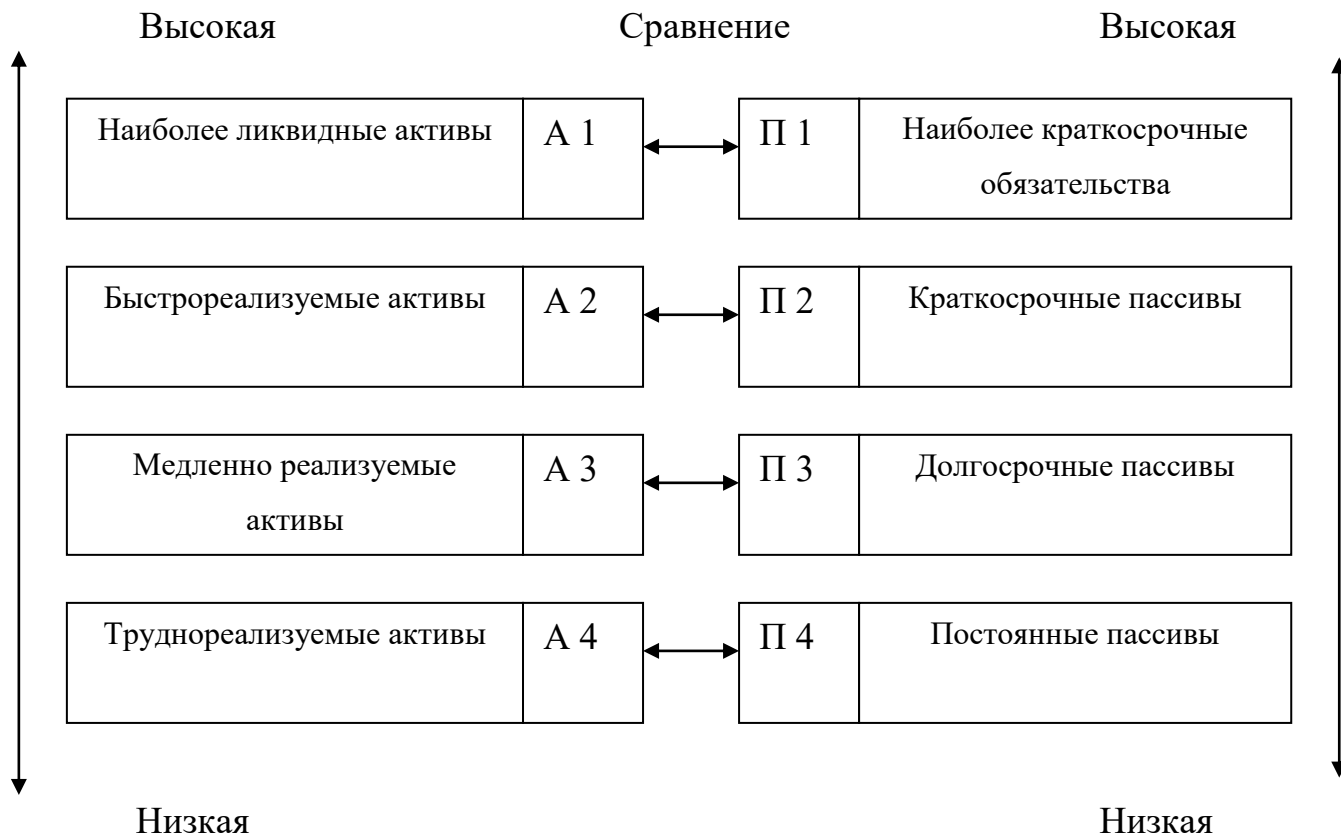 Высокая Сравнение Высокая
Наиболее ликвидные активы А 1 П 1 Наиболее краткосрочные
обязательства
Быстрореализуемые активы А 2 П 2 Краткосрочные пассивы
Медленно реализуемые А 3 П 3 Долгосрочные пассивы
активы
Труднореализуемые активы А 4 П 4 Постоянные пассивы
Низкая Низкая